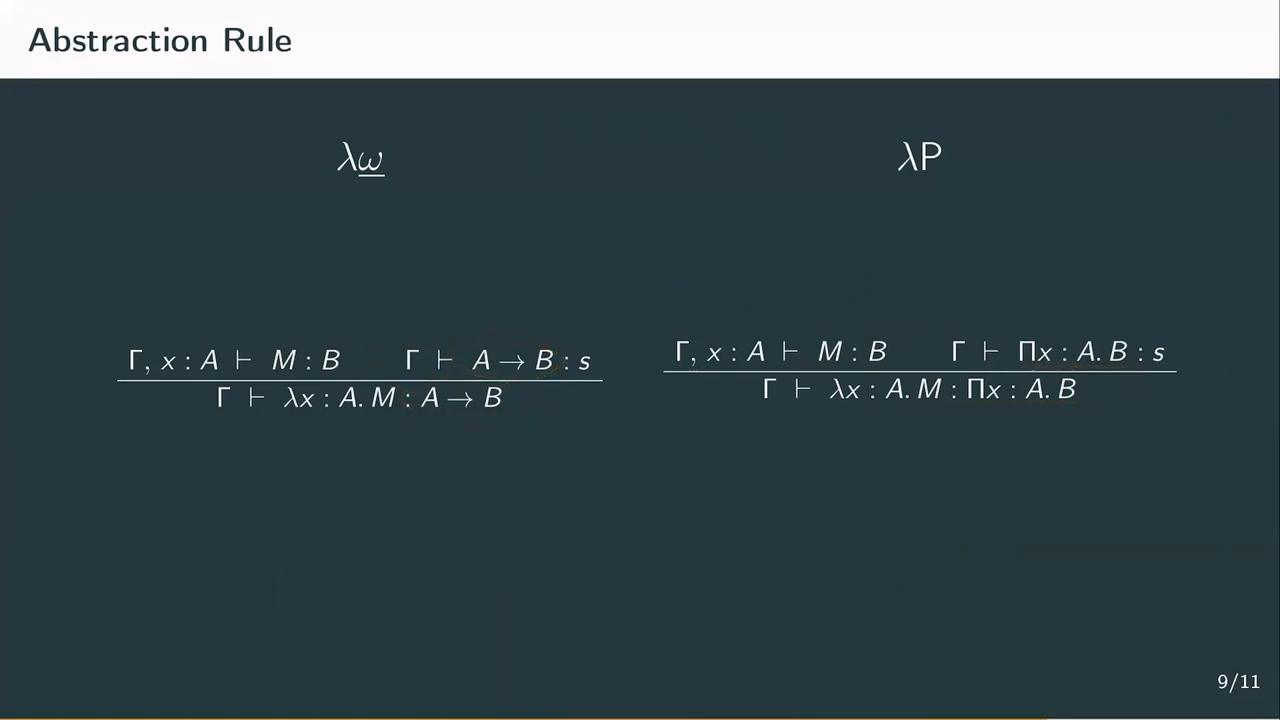 Abstraction Rule
λω λP
Γ, x : A ⊢ M : B Γ ⊢ A → B : s
Γ ⊢ λx : A. M : A → B
Γ, x : A ⊢ M : B Γ ⊢ Πx : A. B : s
Γ ⊢ λx : A. M : Πx : A. B
9/11